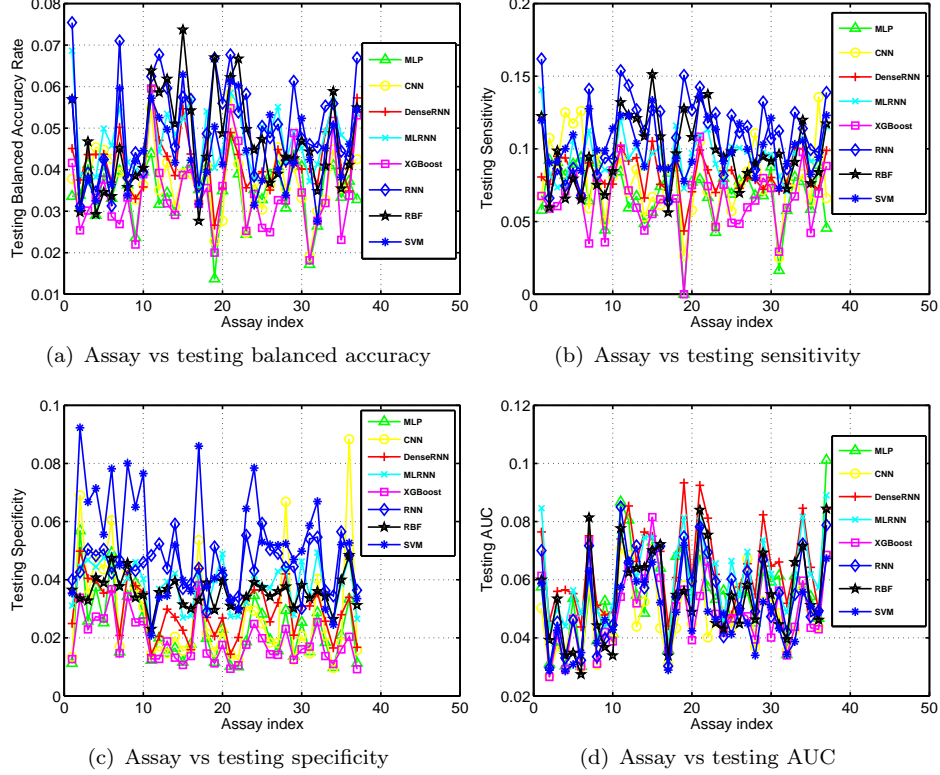 0.08
0.07
0.06
0.05
0.04
0.03
0.02
0.01
Testing Balanced Accuracy Rate
MLP
CNN
DenseRNN
MLRNN
XGBoost
RNN
RBF
SVM
0 10 20 30 40 50
Assay index
(a) Assay vs testing balanced accuracy
0.15
0.1
0.05
0
Testing Sensitivity
MLP
CNN
DenseRNN
MLRNN
XGBoost
RNN
RBF
SVM
0 10 20 30 40 50
Assay index
(b) Assay vs testing sensitivity
0.1
0.08
0.06
0.04
0.02
0
Testing Specificity
MLP
CNN
DenseRNN
MLRNN
XGBoost
RNN
RBF
SVM
0 10 20 30 40 50
Assay index
(c) Assay vs testing specificity
0.12
0.1
0.08
0.06
0.04
0.02
Testing AUC
MLP
CNN
DenseRNN
MLRNN
XGBoost
RNN
RBF
SVM
0 10 20 30 40 50
Assay index
(d) Assay vs testing AUC